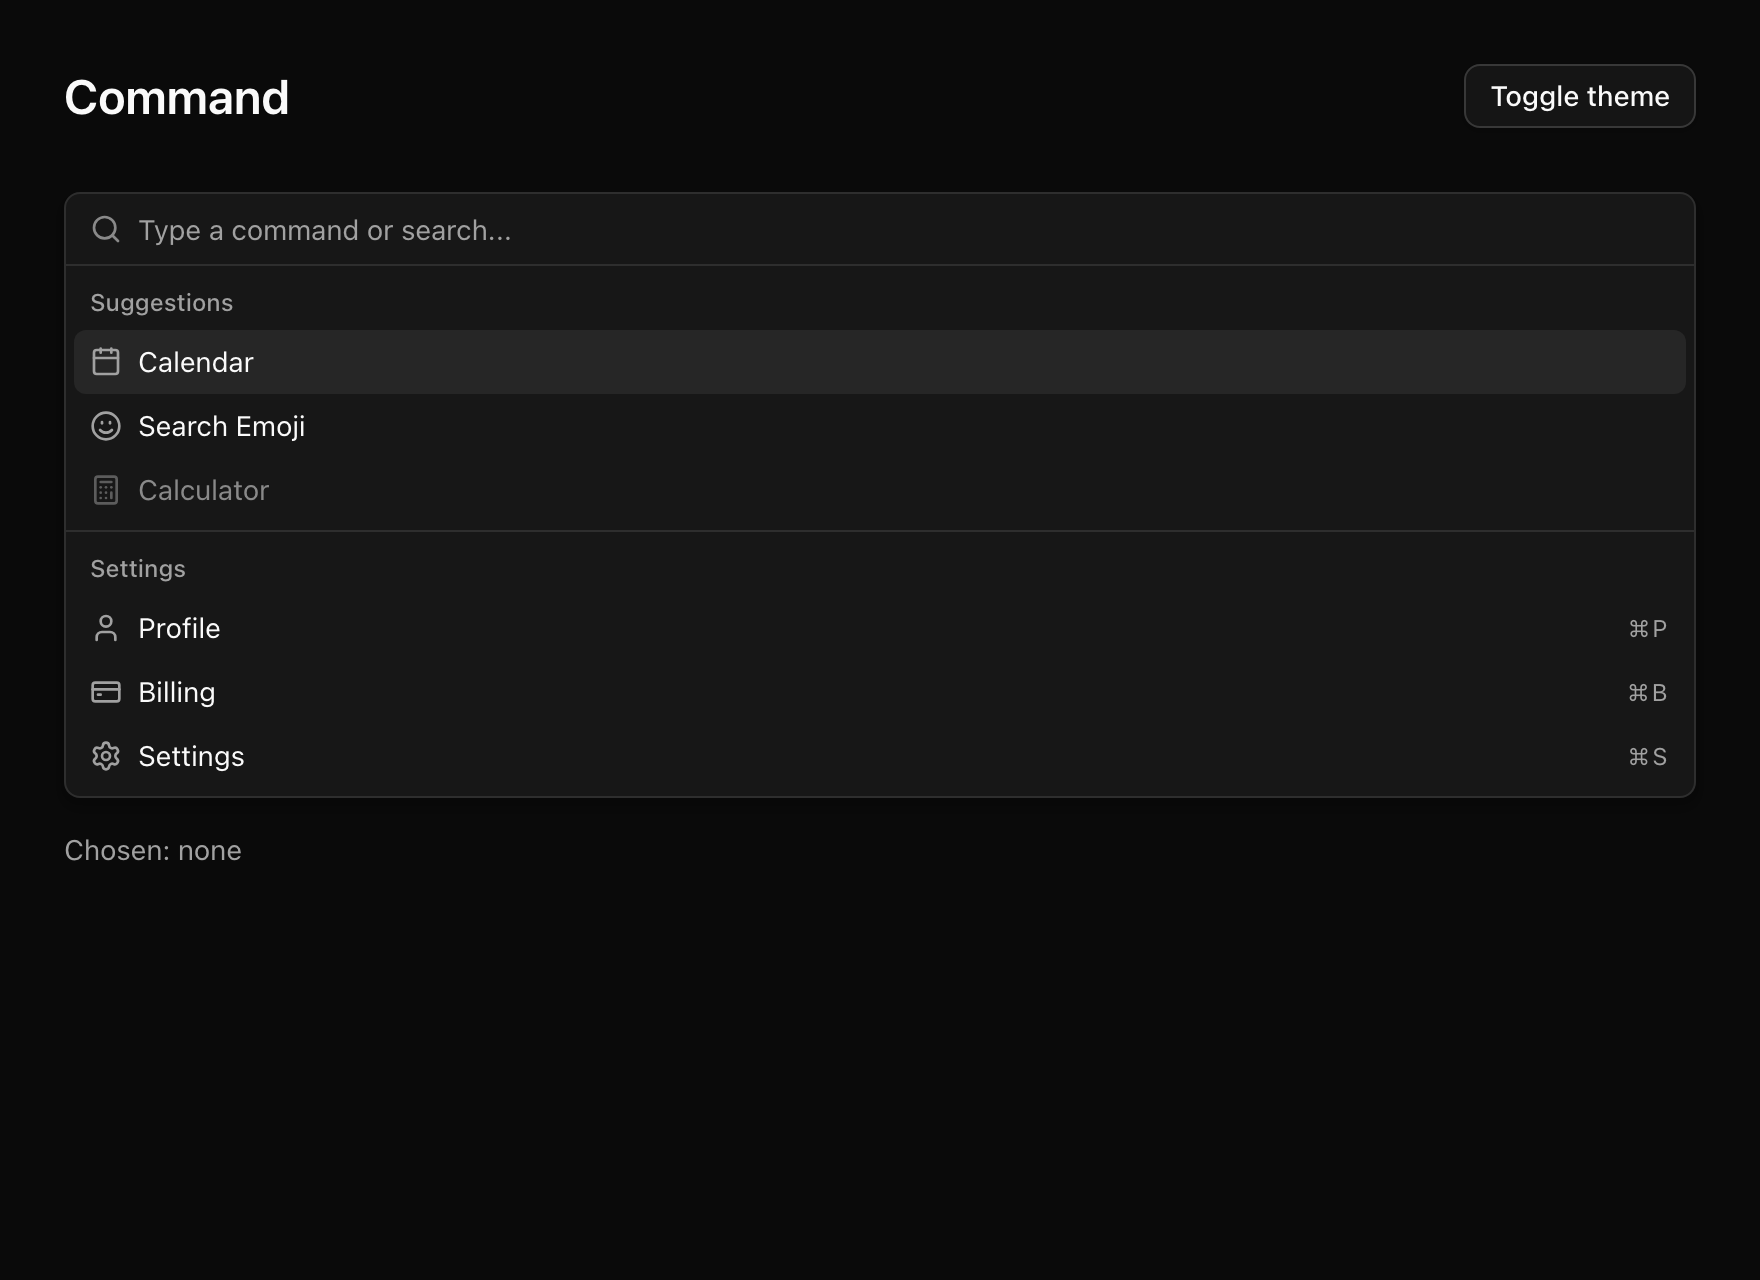 Command
Toggle theme
Type a command or search...
Suggestions
Calendar
Search Emoji
Calculator
Settings
Profile ⌘P
Billing ⌘B
Settings ⌘S
Chosen: none